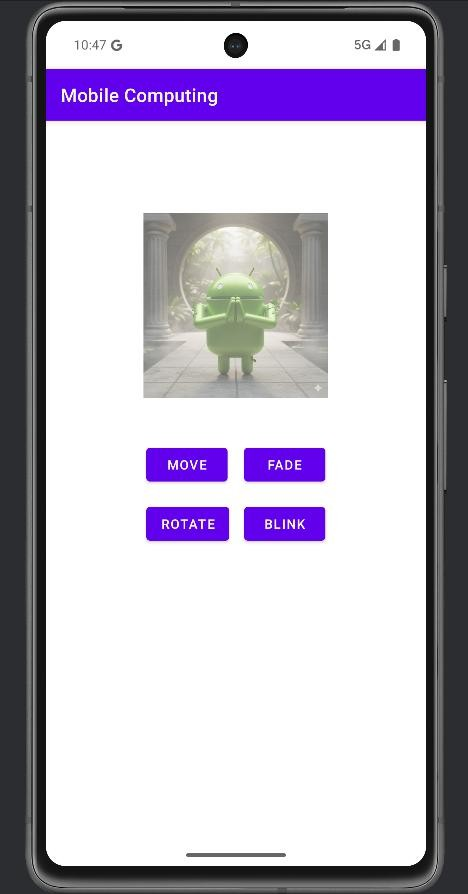 10:47 G 5G
Mobile Computing
MOVE FADE
ROTATE BLINK